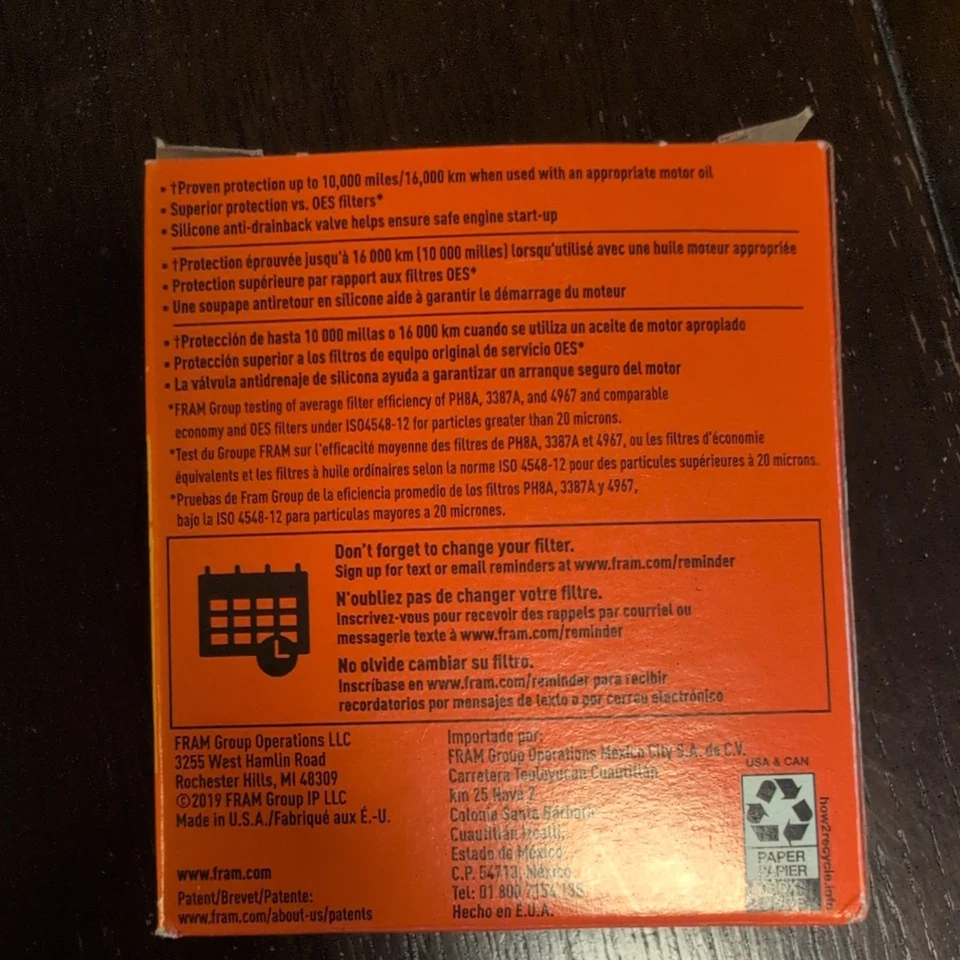 • †Proven protection up to 10,000 miles/16,000 km when used with an appropriate motor oil
• Superior protection vs. OES filters*
• Silicone anti-drainback valve helps ensure safe engine start-up
• †Protection éprouvée jusqu'à 16 000 km (10 000 milles) lorsqu'utilisé avec une huile moteur appropriée
• Protection supérieure par rapport aux filtres OES*
• Une soupape antiretour en silicone aide à garantir le démarrage du moteur
• †Protección de hasta 10 000 millas o 16 000 km cuando se utiliza un aceite de motor apropiado
• Protección superior a los filtros de equipo original de servicio OES*
• La válvula antidrenaje de silicona ayuda a garantizar un arranque seguro del motor
*FRAM Group testing of average filter efficiency of PH8A, 3387A, and 4967 and comparable
economy and OES filters under ISO4548-12 for particles greater than 20 microns.
*Test du Groupe FRAM sur l'efficacité moyenne des filtres de PH8A, 3387A et 4967, ou les filtres d'économie
équivalents et les filtres à huile ordinaires selon la norme ISO 4548-12 pour des particules supérieures à 20 microns.
*Pruebas de Fram Group de la eficiencia promedio de los filtros PH8A, 3387A y 4967,
bajo la ISO 4548-12 para partículas mayores a 20 micrones.
Don't forget to change your filter.
Sign up for text or email reminders at www.fram.com/reminder
N'oubliez pas de changer votre filtre.
Inscrivez-vous pour recevoir des rappels par courriel ou
messagerie texte à www.fram.com/reminder
No olvide cambiar su filtro.
Inscríbase en www.fram.com/reminder para recibir
recordatorios por mensajes de texto o por correo electrónico
FRAM Group Operations LLC
3255 West Hamlin Road
Rochester Hills, MI 48309
©2019 FRAM Group IP LLC
Made in U.S.A./Fabriqué aux É.-U.
www.fram.com
Patent/Brevet/Patente:
www.fram.com/about-us/patents
Importado por:
FRAM Group Operations Mexico City S.A. de C.V.
Carretera Teoloyucan Cuautitlán
km 25 Nave 2
Colonia Santa Bárbara
Cuautitlán Izcalli,
Estado de México
C.P. 54713, México
Tel: 01 800 7154 135
Hecho en E.U.A.
USA & CAN
PAPER
PAPIER
how2recycle.info